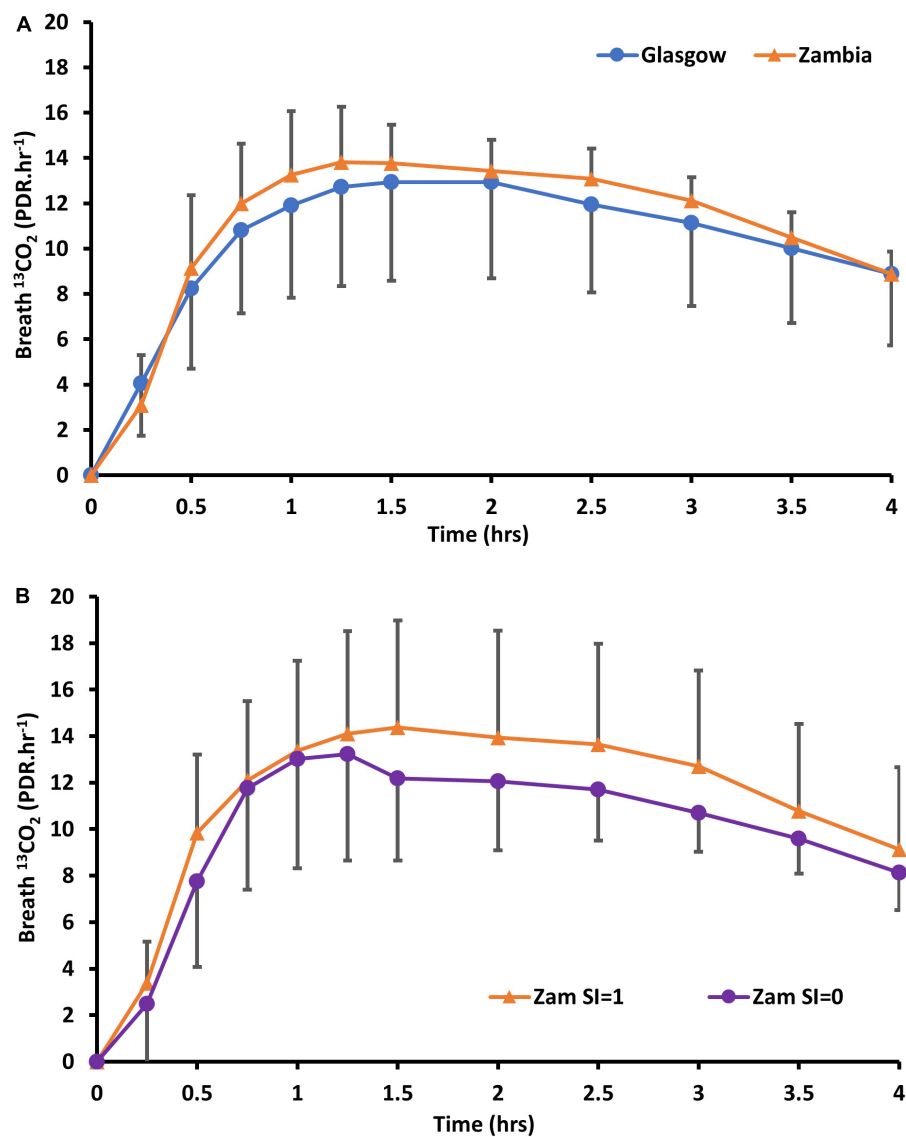 A
Glasgow Zambia
Breath ¹³CO₂ (PDR.hr⁻¹)
20
18
16
14
12
10
8
6
4
2
0
0 0.5 1 1.5 2 2.5 3 3.5 4
Time (hrs)
B
Breath ¹³CO₂ (PDR.hr⁻¹)
20
18
16
14
12
10
8
6
4
2
0
Zam SI=1 Zam SI=0
0 0.5 1 1.5 2 2.5 3 3.5 4
Time (hrs)